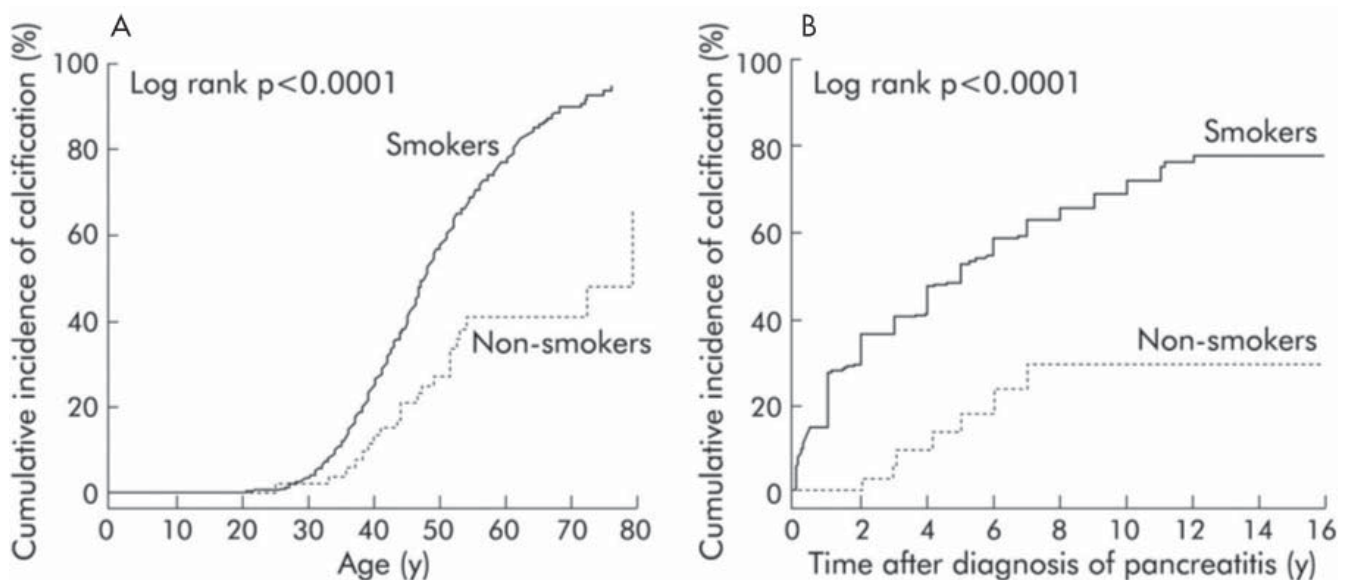 A
Cumulative incidence of calcification (%)
100
80
60
40
20
0
Log rank p<0.0001
Smokers
Non-smokers
0 10 20 30 40 50 60 70 80
Age (y)
B
Cumulative incidence of calcification (%)
100
80
60
40
20
0
Log rank p<0.0001
Smokers
Non-smokers
0 2 4 6 8 10 12 14 16
Time after diagnosis of pancreatitis (y)